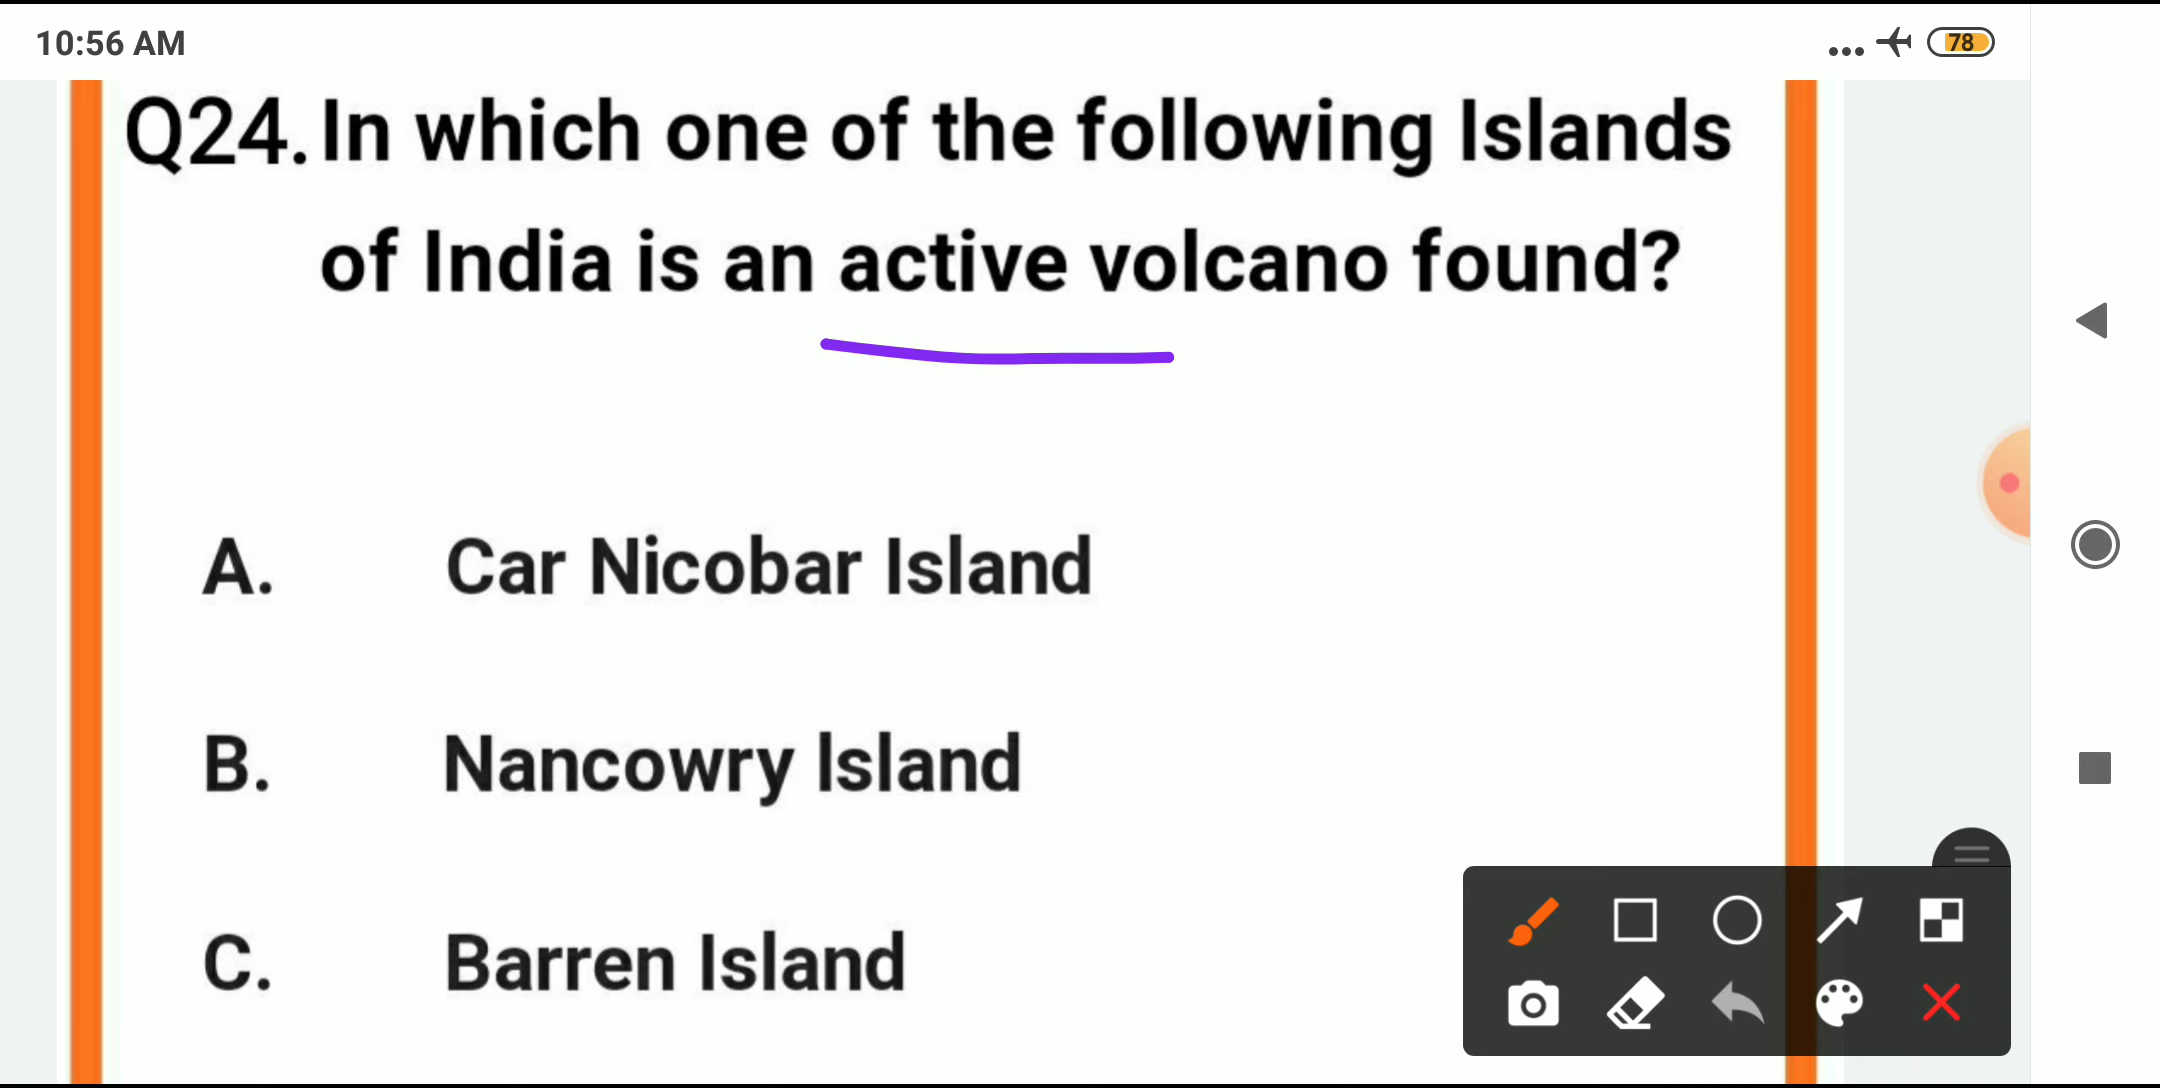 10:56 AM
78
Q24. In which one of the following Islands
of India is an active volcano found?
A. Car Nicobar Island
B. Nancowry Island
C. Barren Island